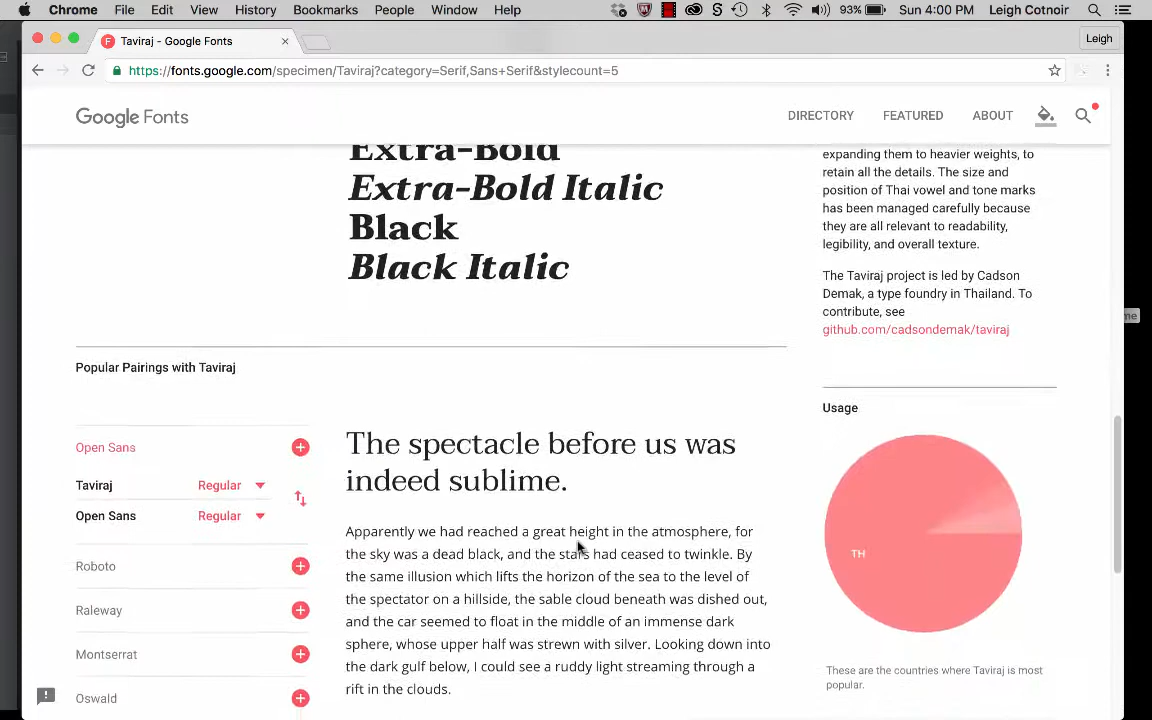 Chrome File Edit View History Bookmarks People Window Help 93% Sun 4:00 PM Leigh Cotnoir
Taviraj - Google Fonts
Leigh
https://fonts.google.com/specimen/Taviraj?category=Serif,Sans+Serif&stylecount=5
Google Fonts
DIRECTORY FEATURED ABOUT
Extra-Bold
Extra-Bold Italic
Black
Black Italic
expanding them to heavier weights, to
retain all the details. The size and
position of Thai vowel and tone marks
has been managed carefully because
they are all relevant to readability,
legibility, and overall texture.
The Taviraj project is led by Cadson
Demak, a type foundry in Thailand. To
contribute, see
github.com/cadsondemak/taviraj
me
Popular Pairings with Taviraj
Open Sans
Taviraj Regular
Open Sans Regular
Roboto
Raleway
Montserrat
Oswald
The spectacle before us was
indeed sublime.
Apparently we had reached a great height in the atmosphere, for
the sky was a dead black, and the stars had ceased to twinkle. By
the same illusion which lifts the horizon of the sea to the level of
the spectator on a hillside, the sable cloud beneath was dished out,
and the car seemed to float in the middle of an immense dark
sphere, whose upper half was strewn with silver. Looking down into
the dark gulf below, I could see a ruddy light streaming through a
rift in the clouds.
Usage
TH
These are the countries where Taviraj is most
popular.